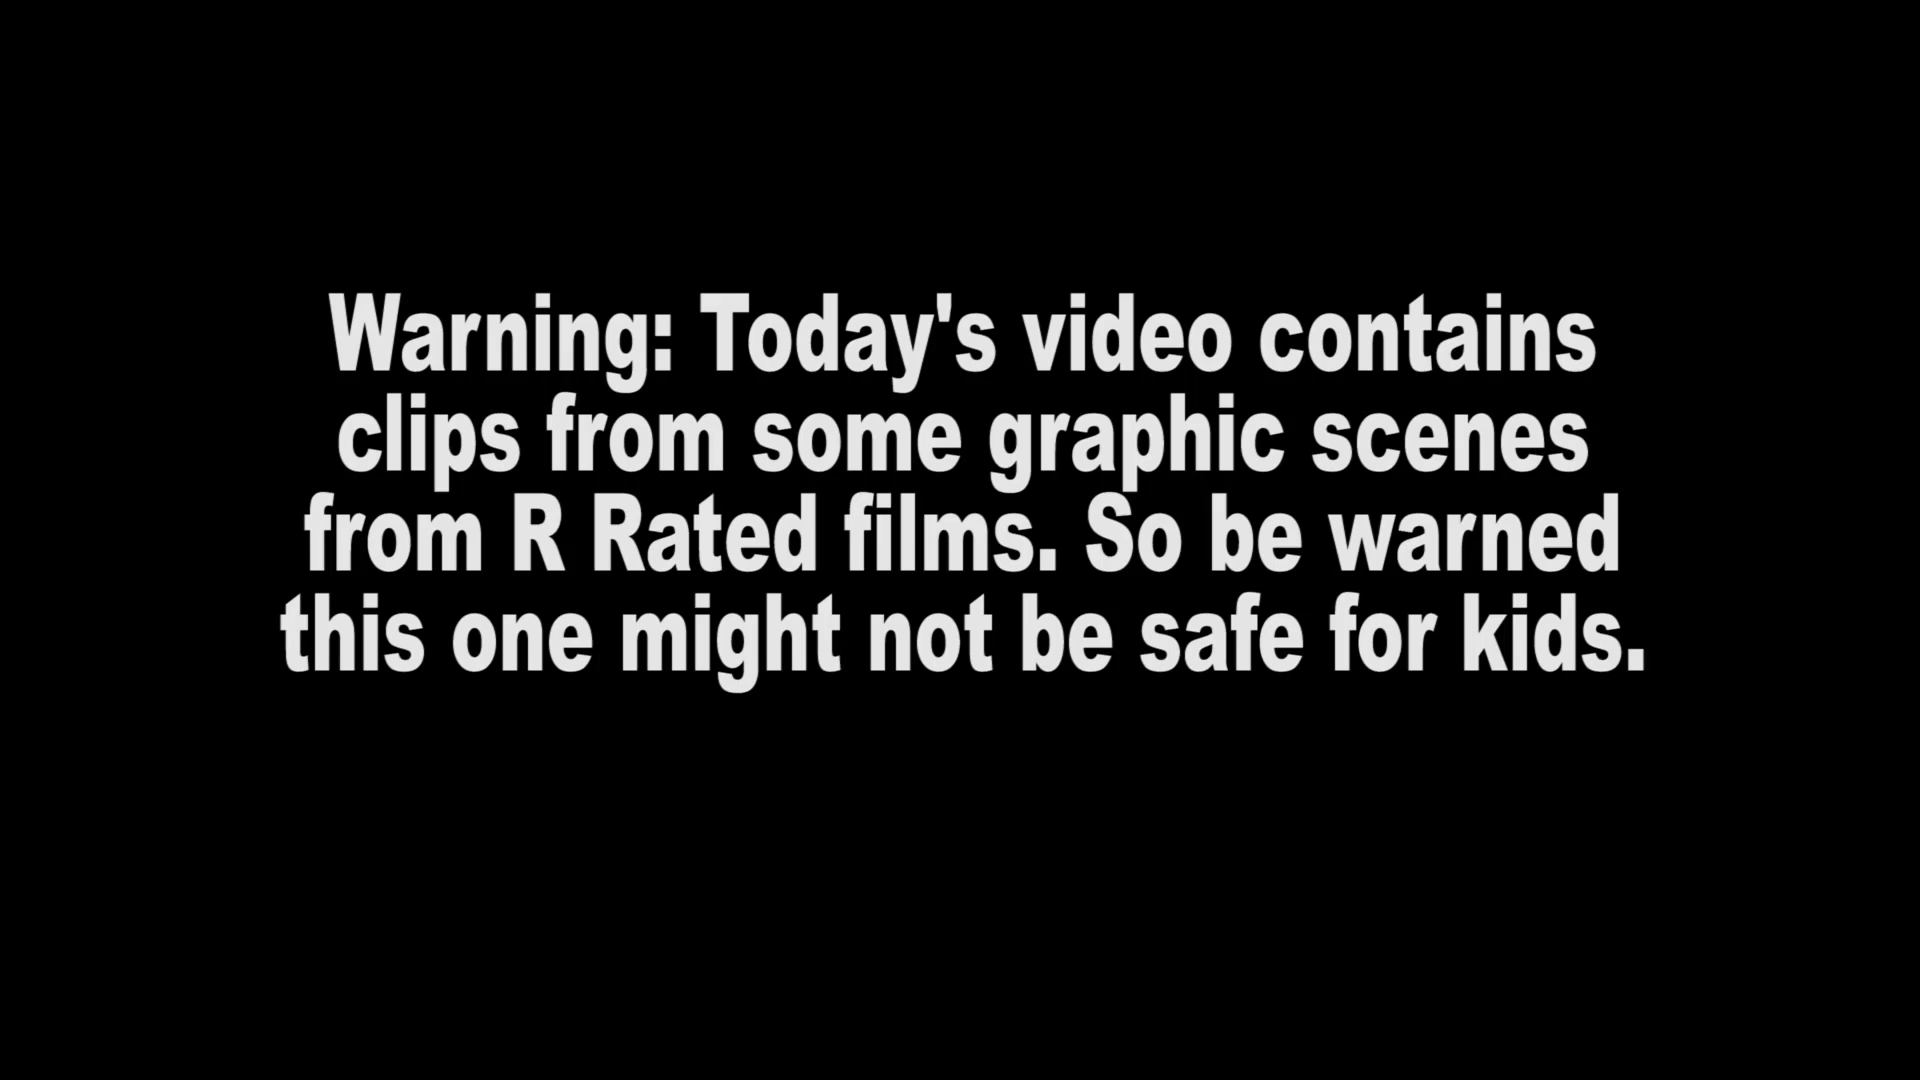 Warning: Today's video contains
clips from some graphic scenes
from R Rated films. So be warned
this one might not be safe for kids.